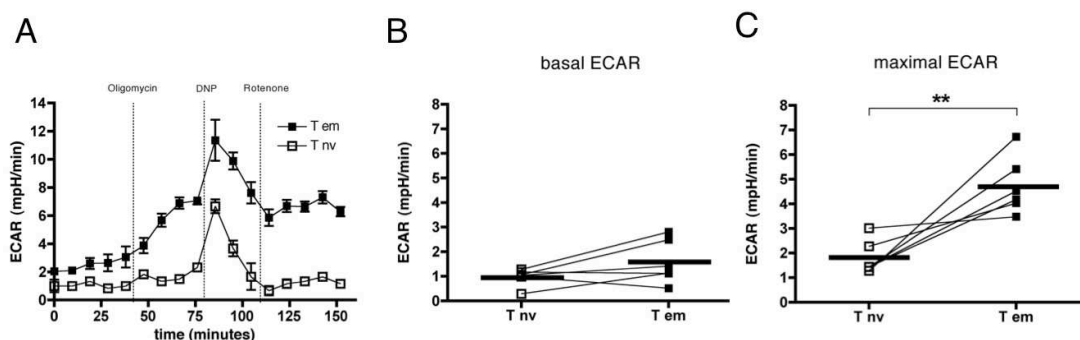 A
Oligomycin
DNP
Rotenone
ECAR (mpH/min)
14
12
10
8
6
4
2
0
T em
T nv
0
25
50
75
100
125
150
time (minutes)
B
basal ECAR
ECAR (mpH/min)
8
7
6
5
4
3
2
1
0
T nv
T em
C
maximal ECAR
**
ECAR (mpH/min)
8
7
6
5
4
3
2
1
0
T nv
T em